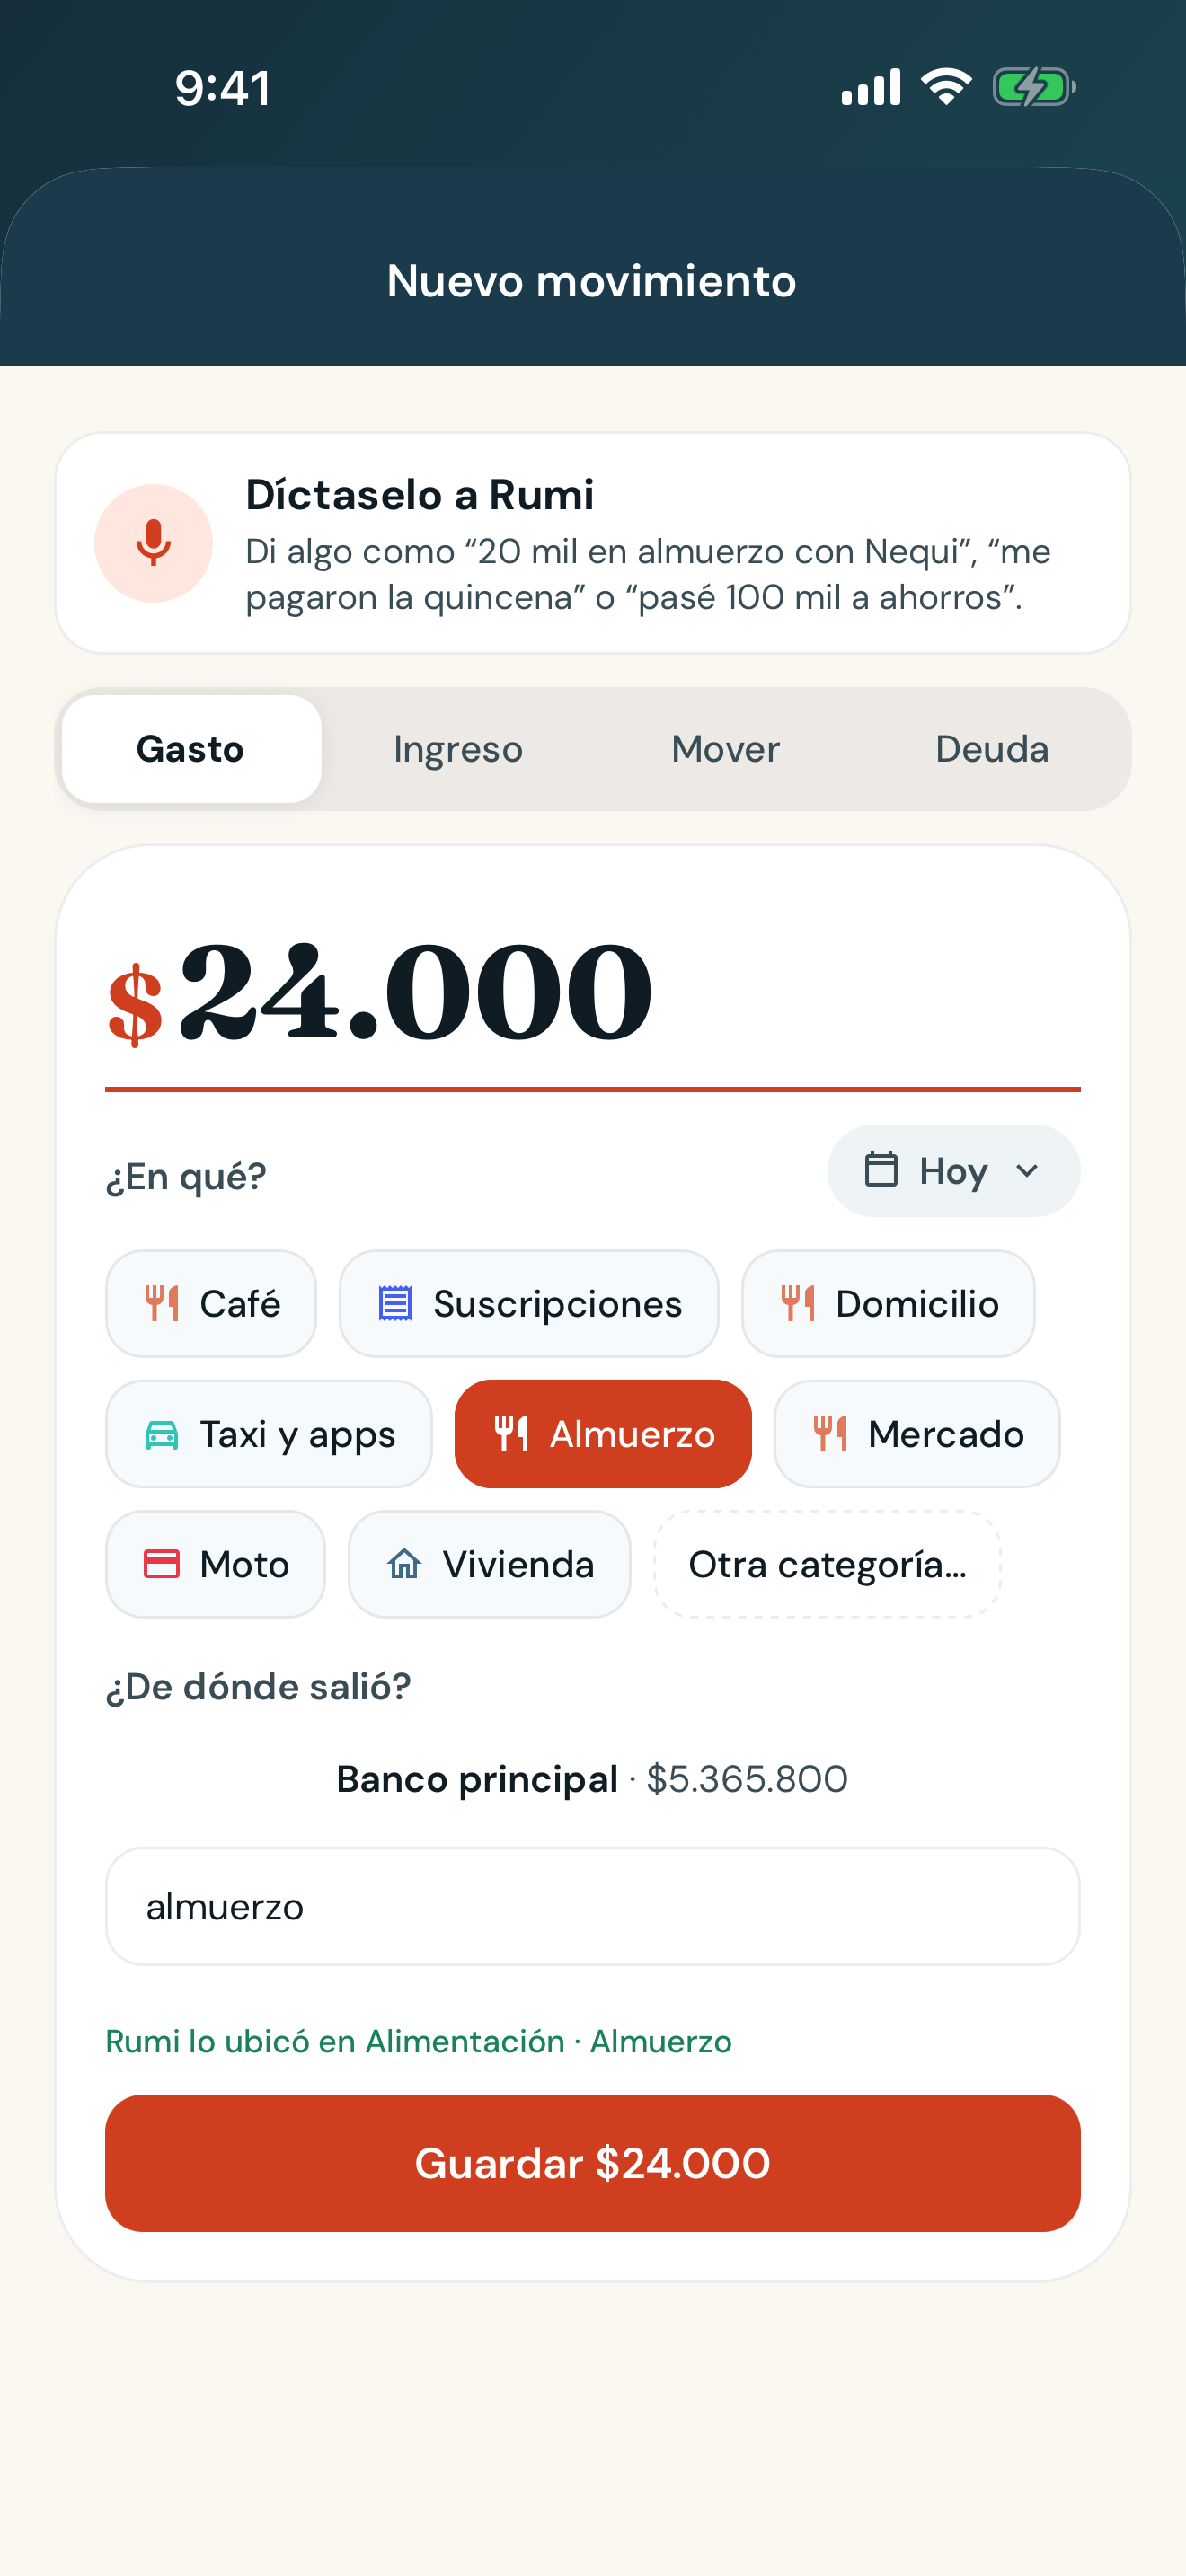 9:41
Nuevo movimiento
Díctaselo a Rumi
Di algo como “20 mil en almuerzo con Nequi”, “me
pagaron la quincena” o “pasé 100 mil a ahorros”.
Gasto Ingreso Mover Deuda
$24.000
¿En qué? Hoy
Café Suscripciones Domicilio
Taxi y apps Almuerzo Mercado
Moto Vivienda Otra categoría...
¿De dónde salió?
Banco principal · $5.365.800
almuerzo
Rumi lo ubicó en Alimentación · Almuerzo
Guardar $24.000